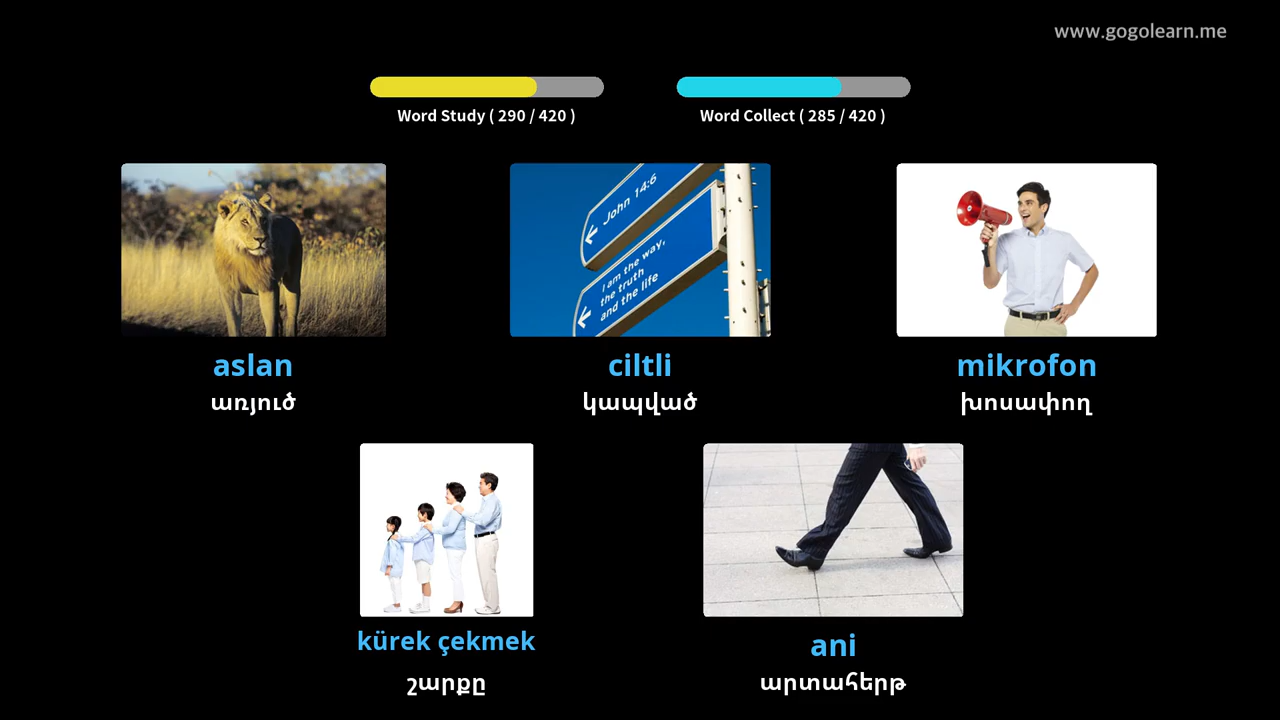 www.gogolearn.me
Word Study ( 290 / 420 )
Word Collect ( 285 / 420 )
John 14:6
I am the way,
the truth
and the life
aslan
առյուծ
ciltli
կապված
mikrofon
խոսափող
kürek çekmek
շարքը
ani
արտահերթ